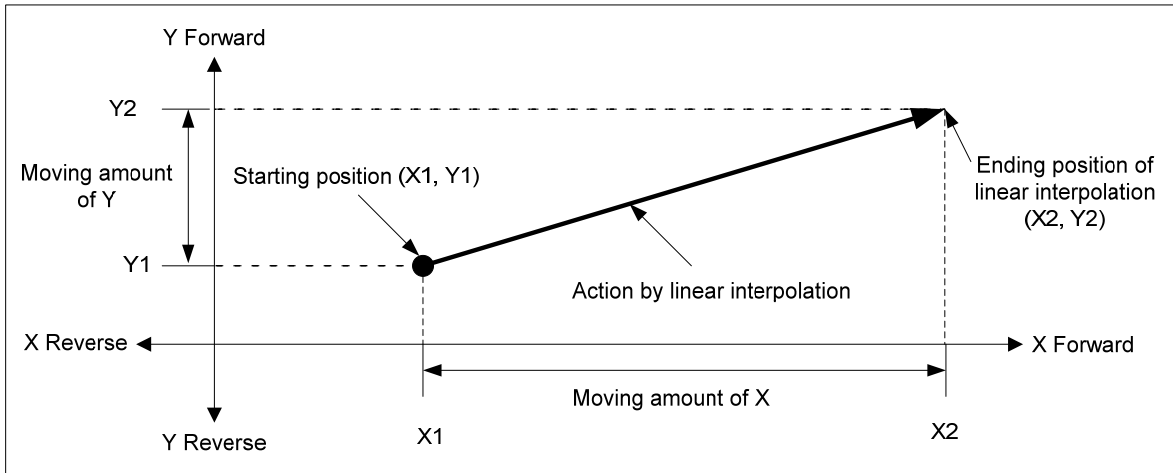 Y Forward
Y2
Moving amount
of Y
Starting position (X1, Y1)
Ending position of
linear interpolation
(X2, Y2)
Y1
Action by linear interpolation
X Reverse
X Forward
Moving amount of X
Y Reverse
X1
X2